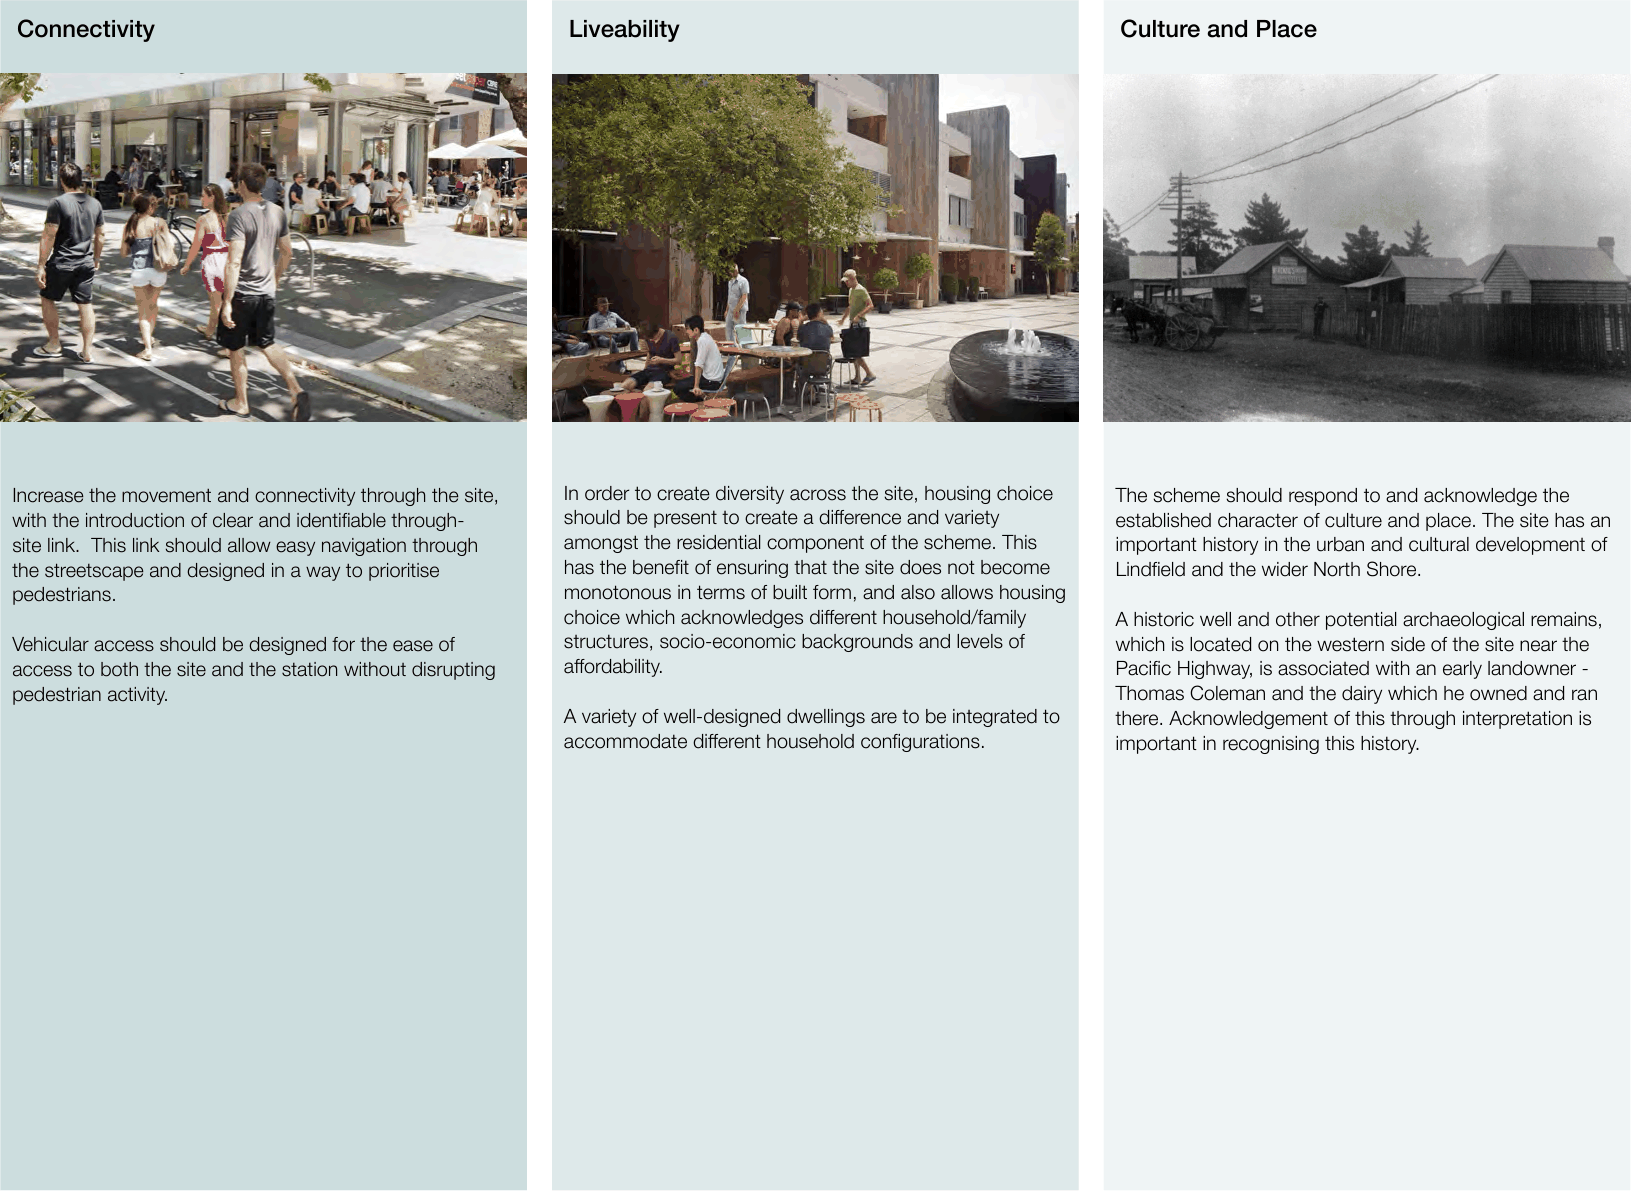 Connectivity
Increase the movement and connectivity through the site,
with the introduction of clear and identifiable through-
site link.  This link should allow easy navigation through
the streetscape and designed in a way to prioritise
pedestrians.
Vehicular access should be designed for the ease of
access to both the site and the station without disrupting
pedestrian activity.
Liveability
In order to create diversity across the site, housing choice
should be present to create a difference and variety
amongst the residential component of the scheme. This
has the benefit of ensuring that the site does not become
monotonous in terms of built form, and also allows housing
choice which acknowledges different household/family
structures, socio-economic backgrounds and levels of
affordability.
A variety of well-designed dwellings are to be integrated to
accommodate different household configurations.
Culture and Place
The scheme should respond to and acknowledge the
established character of culture and place. The site has an
important history in the urban and cultural development of
Lindfield and the wider North Shore.
A historic well and other potential archaeological remains,
which is located on the western side of the site near the
Pacific Highway, is associated with an early landowner -
Thomas Coleman and the dairy which he owned and ran
there. Acknowledgement of this through interpretation is
important in recognising this history.